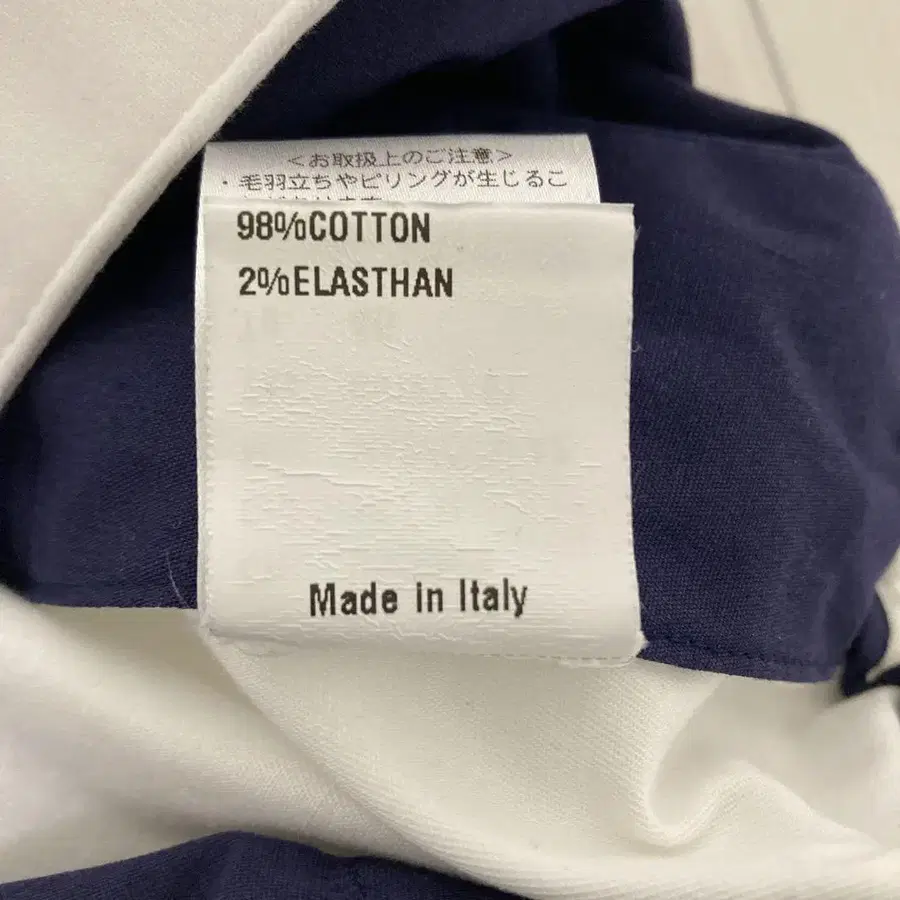 ＜お取扱上のご注意＞
・毛羽立ちやピリングが生じるこ
98%COTTON
2%ELASTHAN
Made in Italy